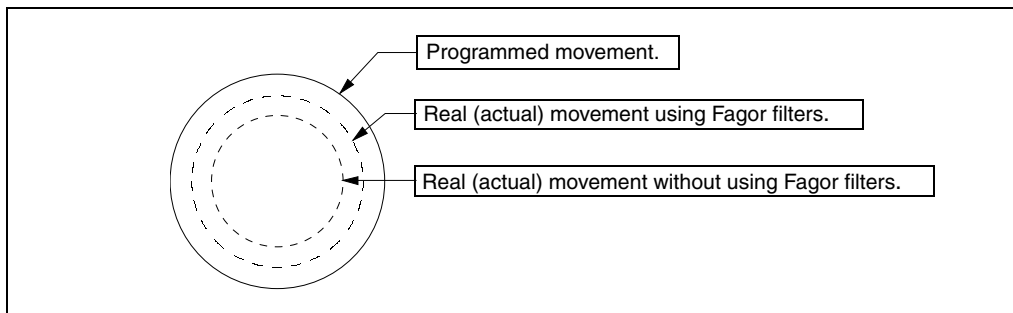 Programmed movement.
Real (actual) movement using Fagor filters.
Real (actual) movement without using Fagor filters.